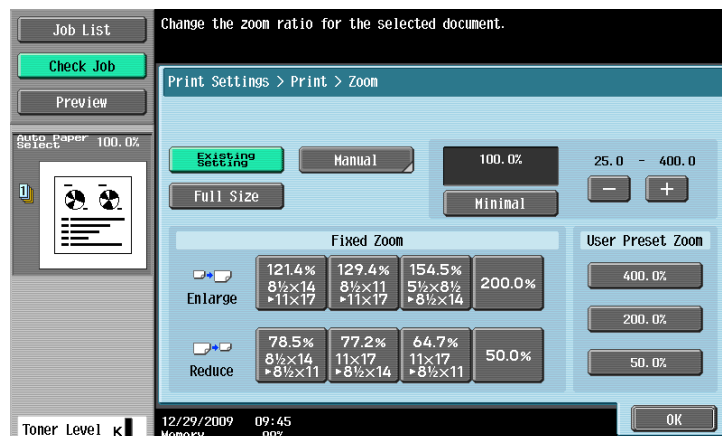 Job List
Check Job
Preview
Auto Paper
Select 100.0%
1
Toner Level K
Change the zoom ratio for the selected document.
Print Settings > Print > Zoom
Existing
Setting
Manual
Full Size
100.0%
Minimal
25.0 - 400.0
− +
Fixed Zoom
Enlarge
121.4%
8½×14
▸11×17
129.4%
8½×11
▸11×17
154.5%
5½×8½
▸8½×14
200.0%
Reduce
78.5%
8½×14
▸8½×11
77.2%
11×17
▸8½×14
64.7%
11×17
▸8½×11
50.0%
User Preset Zoom
400.0%
200.0%
50.0%
12/29/2009 09:45
Memory 99%
OK